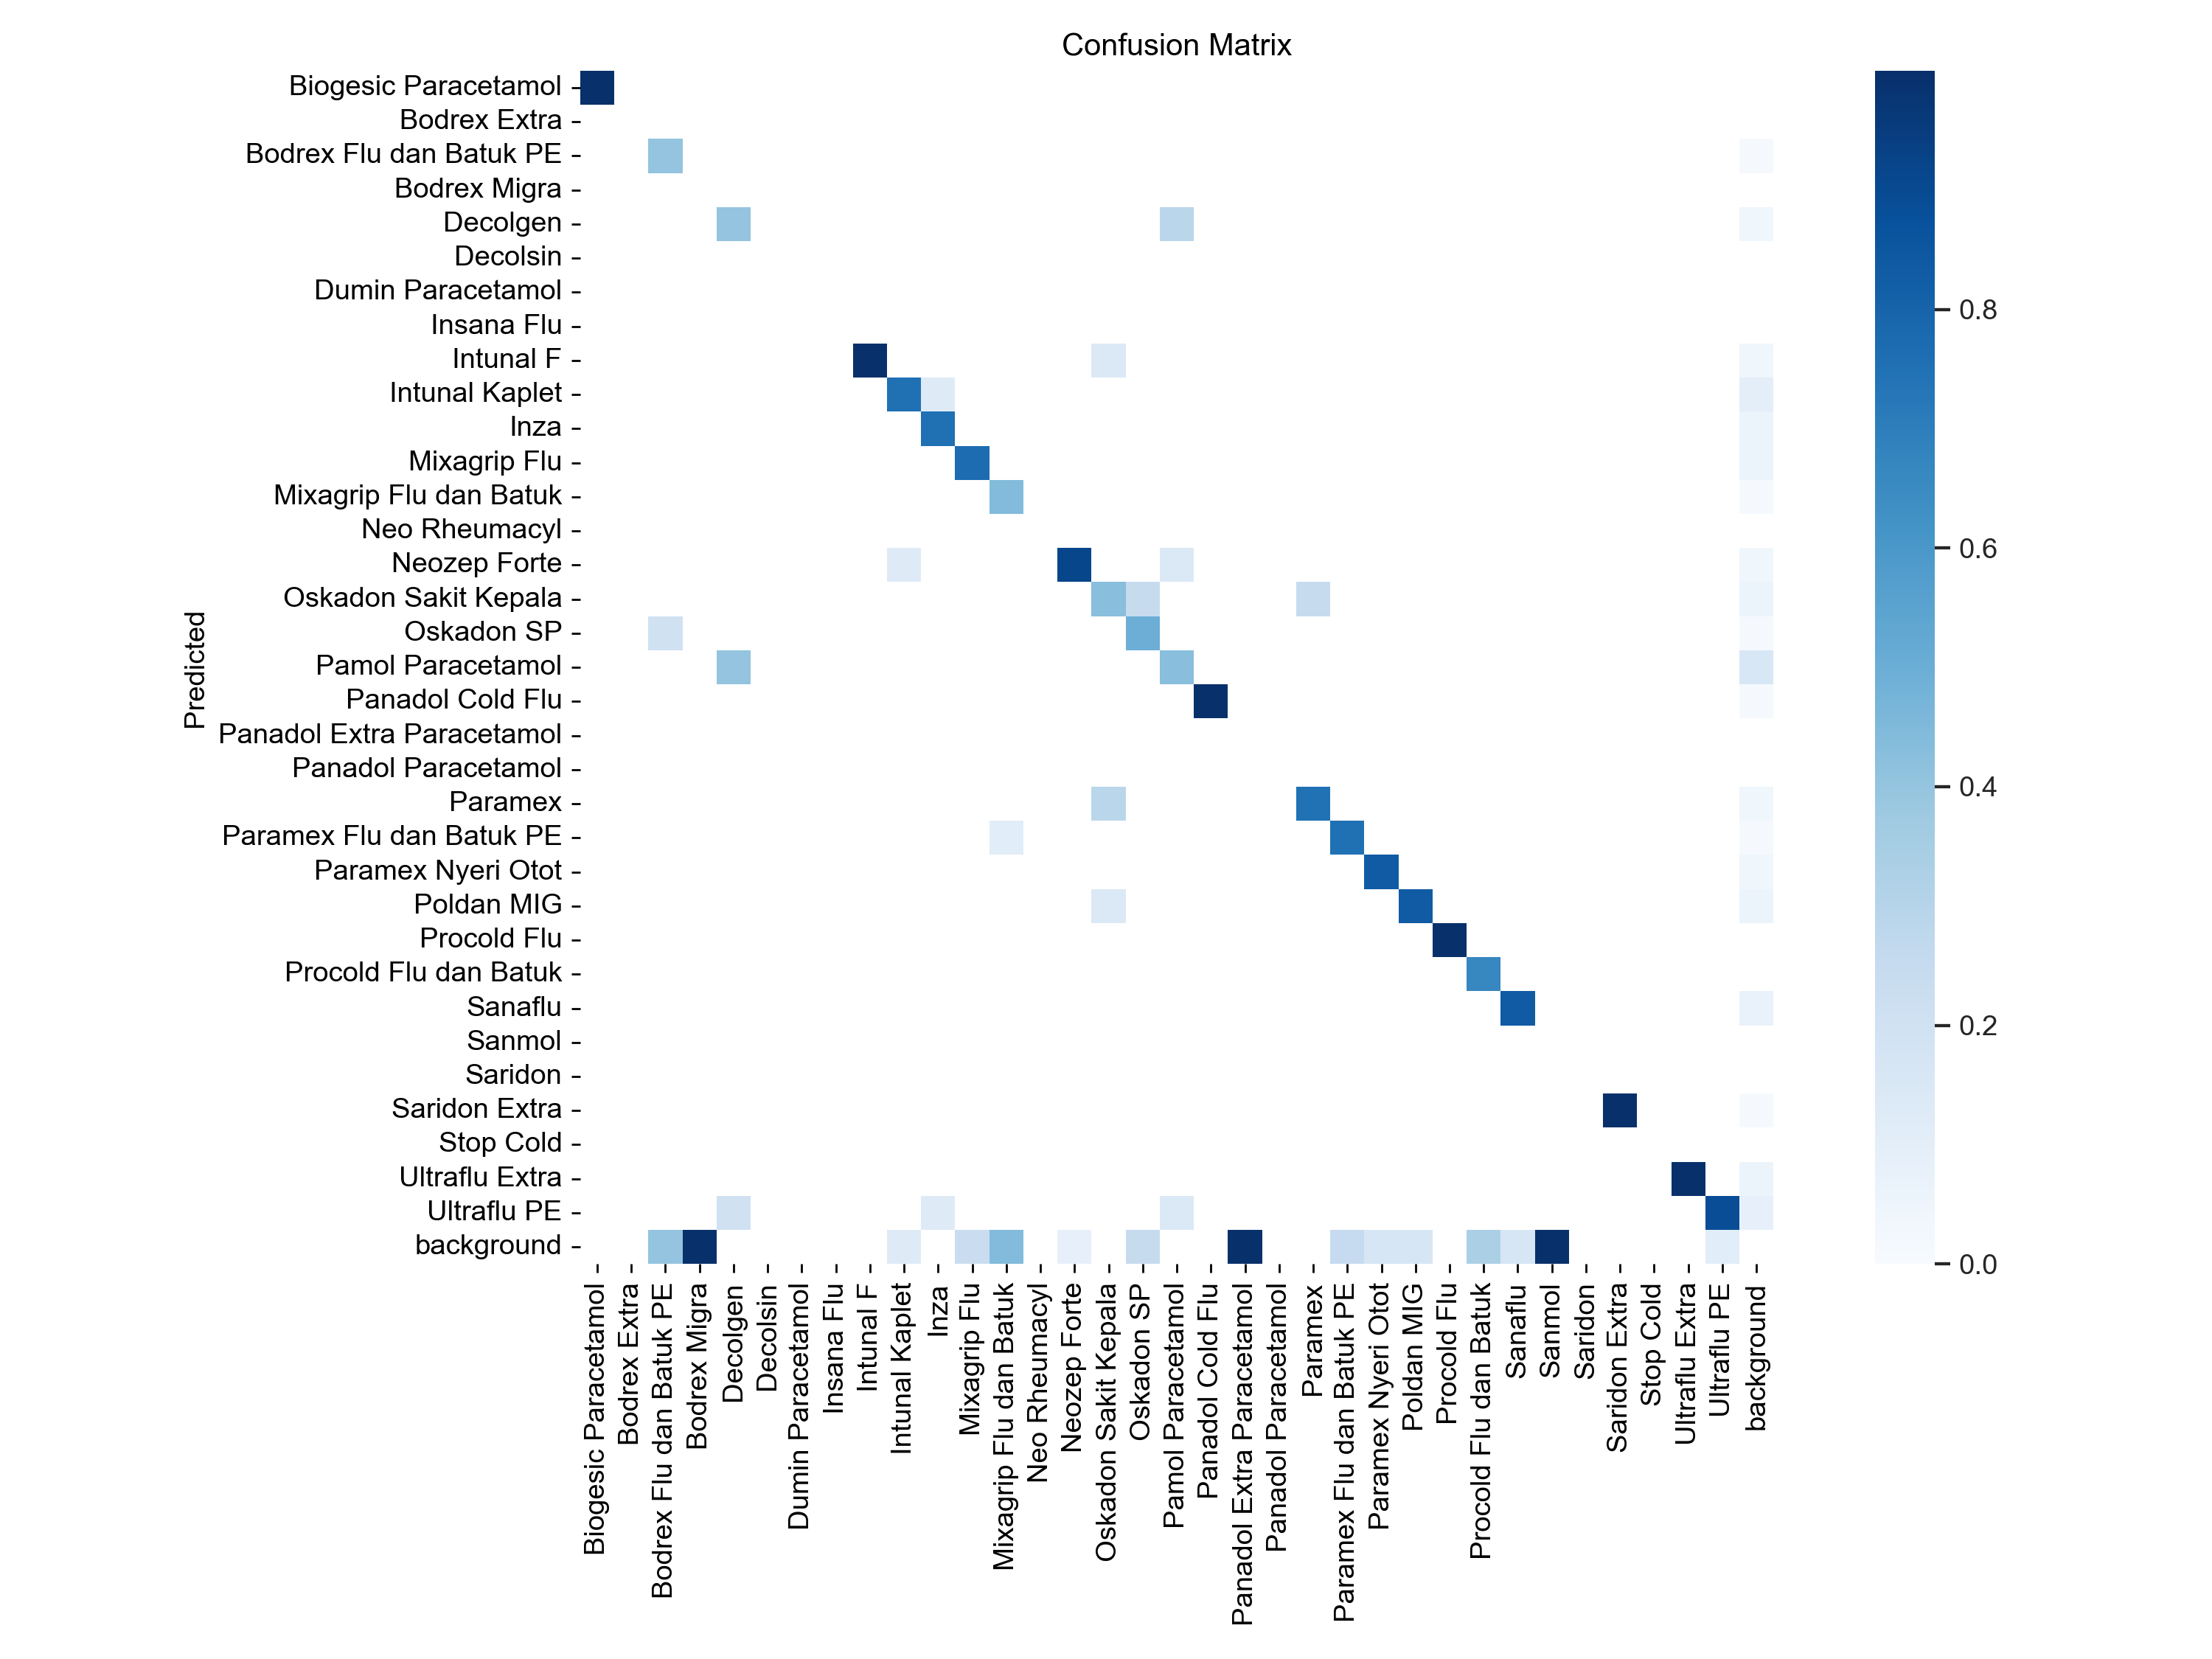 Confusion Matrix
Biogesic Paracetamol
Bodrex Extra
Bodrex Flu dan Batuk PE
Bodrex Migra
Decolgen
Decolsin
Dumin Paracetamol
Insana Flu
Intunal F
Intunal Kaplet
Inza
Mixagrip Flu
Mixagrip Flu dan Batuk
Neo Rheumacyl
Neozep Forte
Oskadon Sakit Kepala
Oskadon SP
Pamol Paracetamol
Panadol Cold Flu
Panadol Extra Paracetamol
Panadol Paracetamol
Paramex
Paramex Flu dan Batuk PE
Paramex Nyeri Otot
Poldan MIG
Procold Flu
Procold Flu dan Batuk
Sanaflu
Sanmol
Saridon
Saridon Extra
Stop Cold
Ultraflu Extra
Ultraflu PE
background
Predicted
Biogesic Paracetamol
Bodrex Extra
Bodrex Flu dan Batuk PE
Bodrex Migra
Decolgen
Decolsin
Dumin Paracetamol
Insana Flu
Intunal F
Intunal Kaplet
Inza
Mixagrip Flu
Mixagrip Flu dan Batuk
Neo Rheumacyl
Neozep Forte
Oskadon Sakit Kepala
Oskadon SP
Pamol Paracetamol
Panadol Cold Flu
Panadol Extra Paracetamol
Panadol Paracetamol
Paramex
Paramex Flu dan Batuk PE
Paramex Nyeri Otot
Poldan MIG
Procold Flu
Procold Flu dan Batuk
Sanaflu
Sanmol
Saridon
Saridon Extra
Stop Cold
Ultraflu Extra
Ultraflu PE
background
0.8
0.6
0.4
0.2
0.0